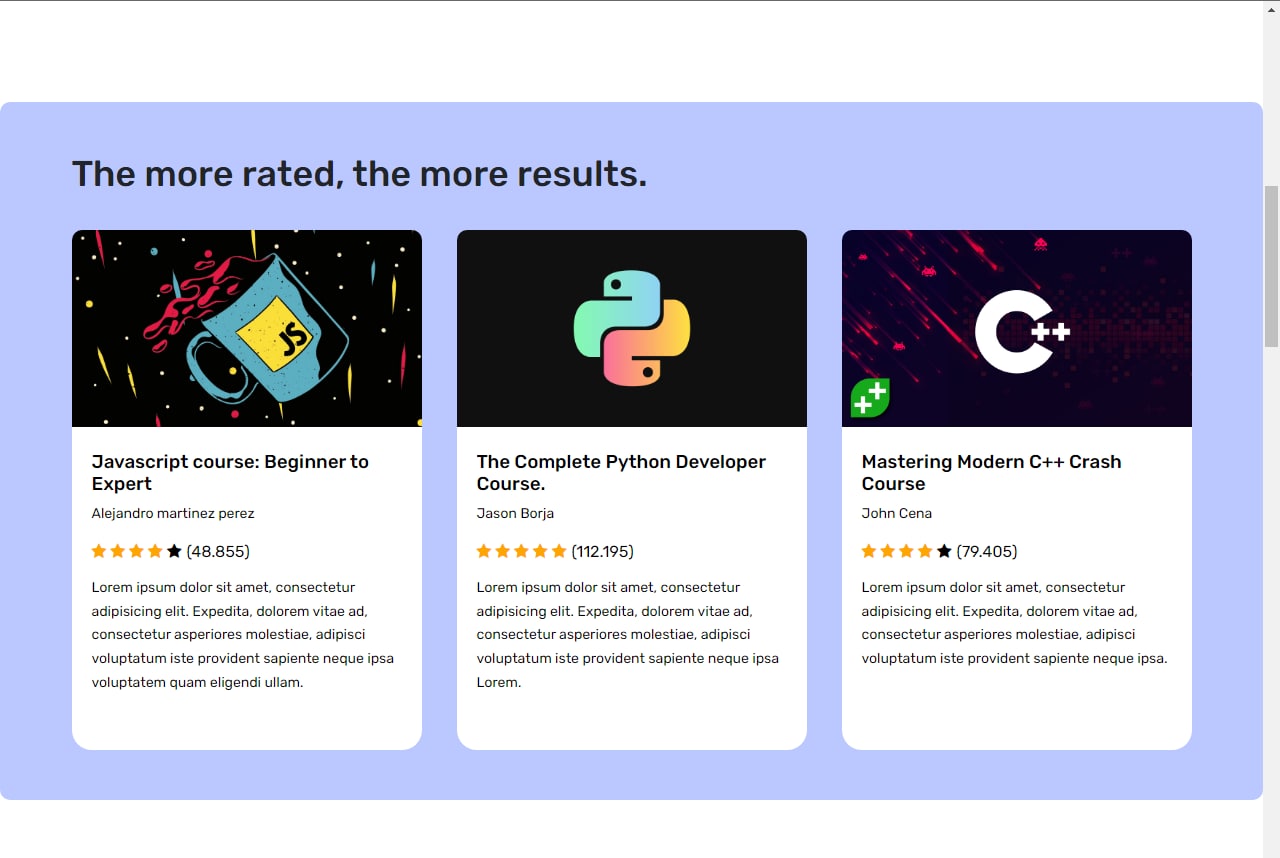 The more rated, the more results.
JS
Javascript course: Beginner to
Expert
Alejandro martinez perez
(48.855)
Lorem ipsum dolor sit amet, consectetur
adipisicing elit. Expedita, dolorem vitae ad,
consectetur asperiores molestiae, adipisci
voluptatum iste provident sapiente neque ipsa
voluptatem quam eligendi ullam.
The Complete Python Developer
Course.
Jason Borja
(112.195)
Lorem ipsum dolor sit amet, consectetur
adipisicing elit. Expedita, dolorem vitae ad,
consectetur asperiores molestiae, adipisci
voluptatum iste provident sapiente neque ipsa
Lorem.
C++
++
Mastering Modern C++ Crash
Course
John Cena
(79.405)
Lorem ipsum dolor sit amet, consectetur
adipisicing elit. Expedita, dolorem vitae ad,
consectetur asperiores molestiae, adipisci
voluptatum iste provident sapiente neque ipsa.